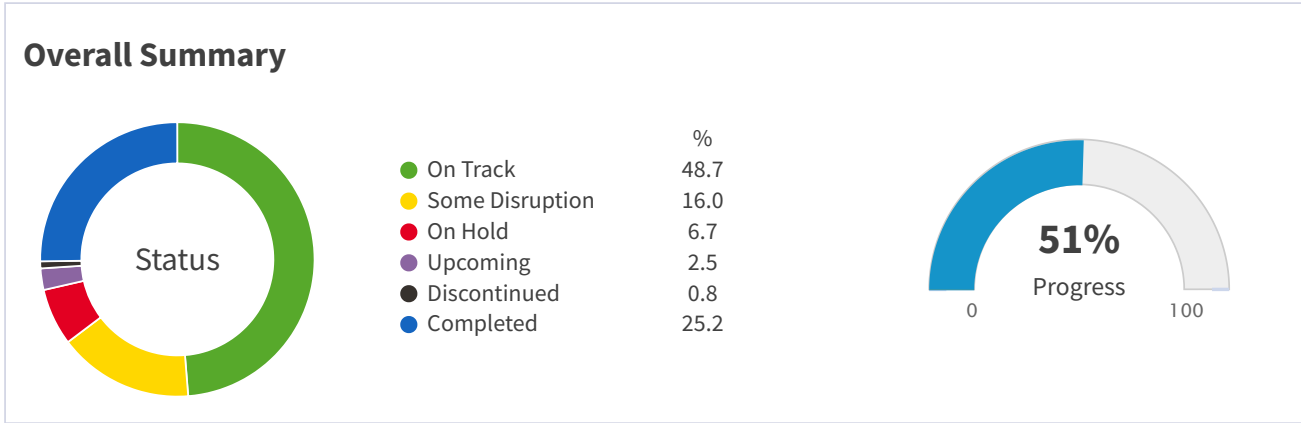 Overall Summary
Status
%
On Track 48.7
Some Disruption 16.0
On Hold 6.7
Upcoming 2.5
Discontinued 0.8
Completed 25.2
51%
Progress
0 100